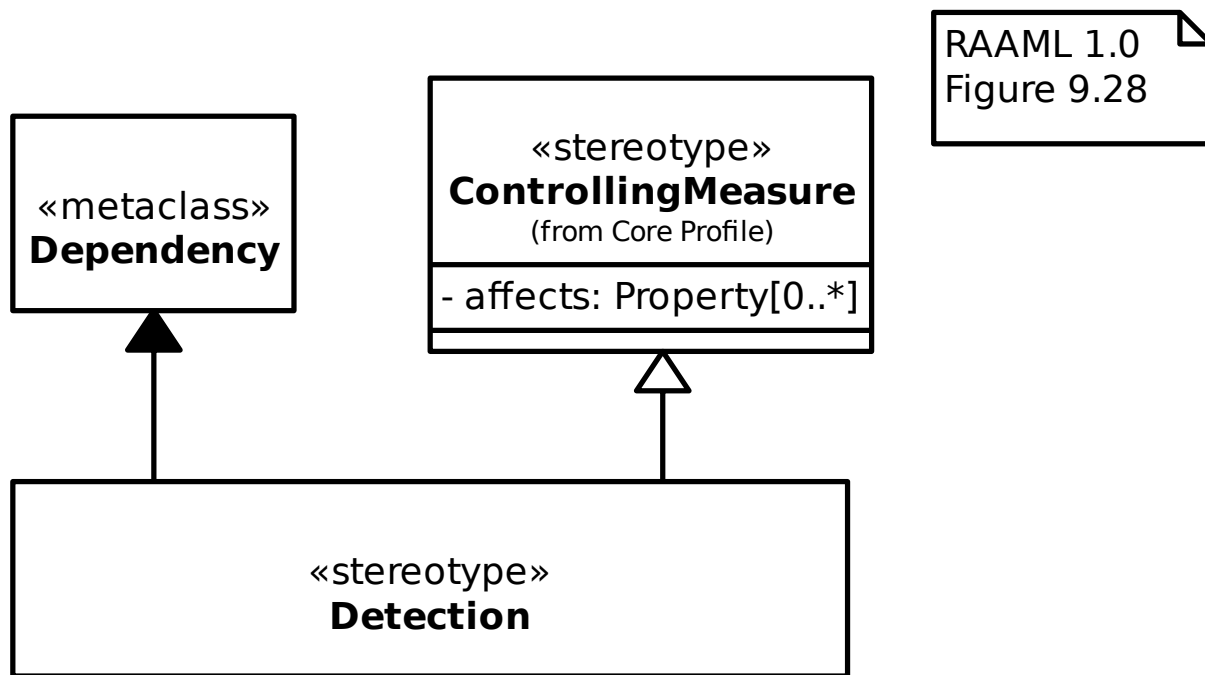 RAAML 1.0
Figure 9.28
«stereotype»
ControllingMeasure
(from Core Profile)
- affects: Property[0..*]
«metaclass»
Dependency
«stereotype»
Detection